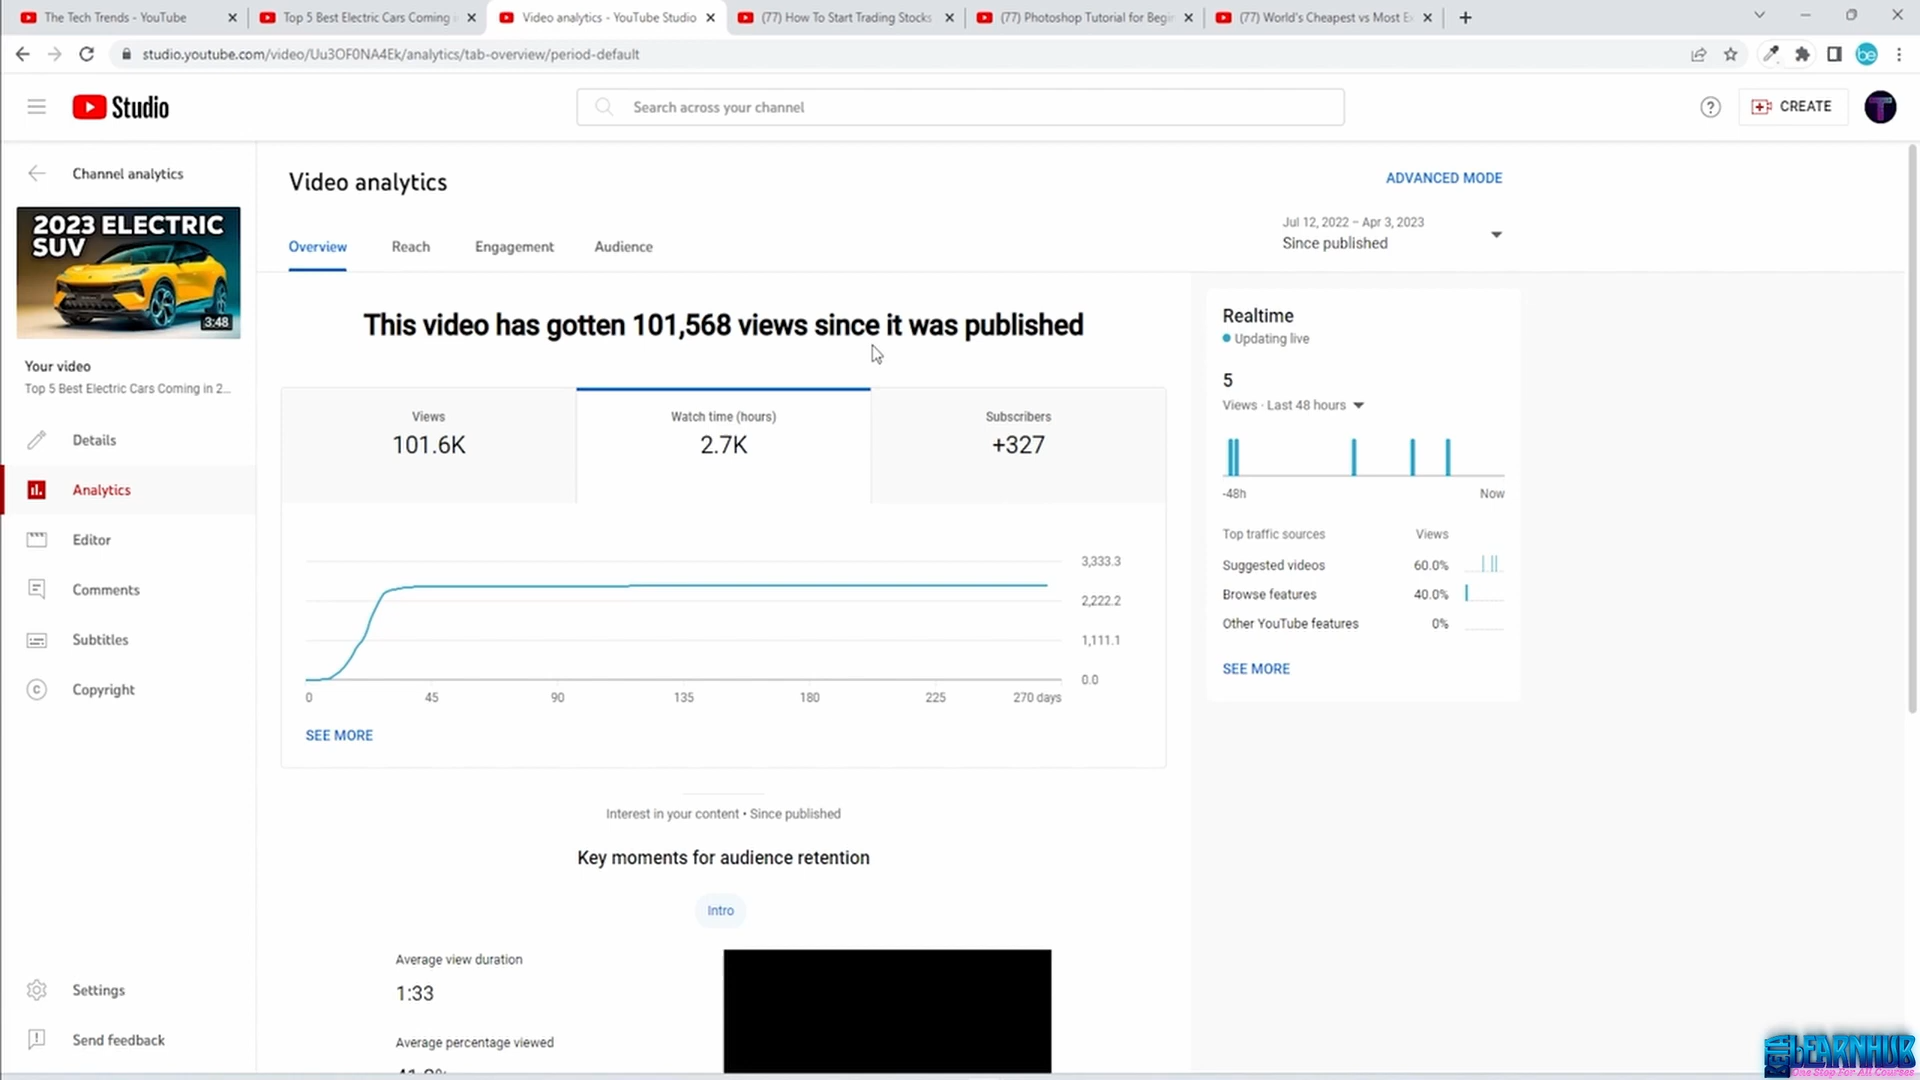 The Tech Trends - YouTube
Top 5 Best Electric Cars Coming i
Video analytics - YouTube Studio
(77) How To Start Trading Stocks
(77) Photoshop Tutorial for Begin
(77) World's Cheapest vs Most E
studio.youtube.com/video/Uu3OF0NA4Ek/analytics/tab-overview/period-default
be
Studio
Search across your channel
CREATE
T
Channel analytics
2023 ELECTRIC
SUV
3:48
Your video
Top 5 Best Electric Cars Coming in 2...
Details
Analytics
Editor
Comments
Subtitles
Copyright
Settings
Send feedback
Video analytics
ADVANCED MODE
Jul 12, 2022 – Apr 3, 2023
Since published
Overview
Reach
Engagement
Audience
This video has gotten 101,568 views since it was published
Views
101.6K
Watch time (hours)
2.7K
Subscribers
+327
3,333.3
2,222.2
1,111.1
0.0
0
45
90
135
180
225
270 days
SEE MORE
Interest in your content • Since published
Key moments for audience retention
Intro
Average view duration
1:33
Average percentage viewed
Realtime
Updating live
5
Views · Last 48 hours
-48h
Now
Top traffic sources
Views
Suggested videos
60.0%
Browse features
40.0%
Other YouTube features
0%
SEE MORE
BETA LEARNHUB
One Stop For All Courses